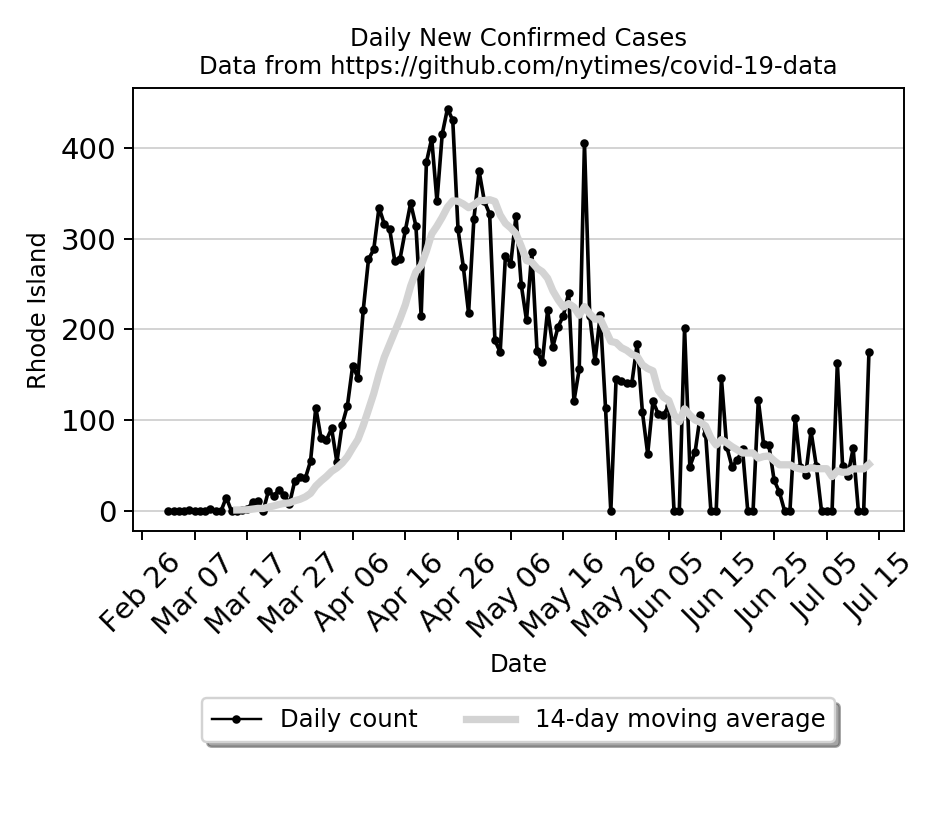 Daily New Confirmed Cases
Data from https://github.com/nytimes/covid-19-data
Rhode Island
400
300
200
100
0
Feb 26
Mar 07
Mar 17
Mar 27
Apr 06
Apr 16
Apr 26
May 06
May 16
May 26
Jun 05
Jun 15
Jun 25
Jul 05
Jul 15
Date
Daily count
14-day moving average